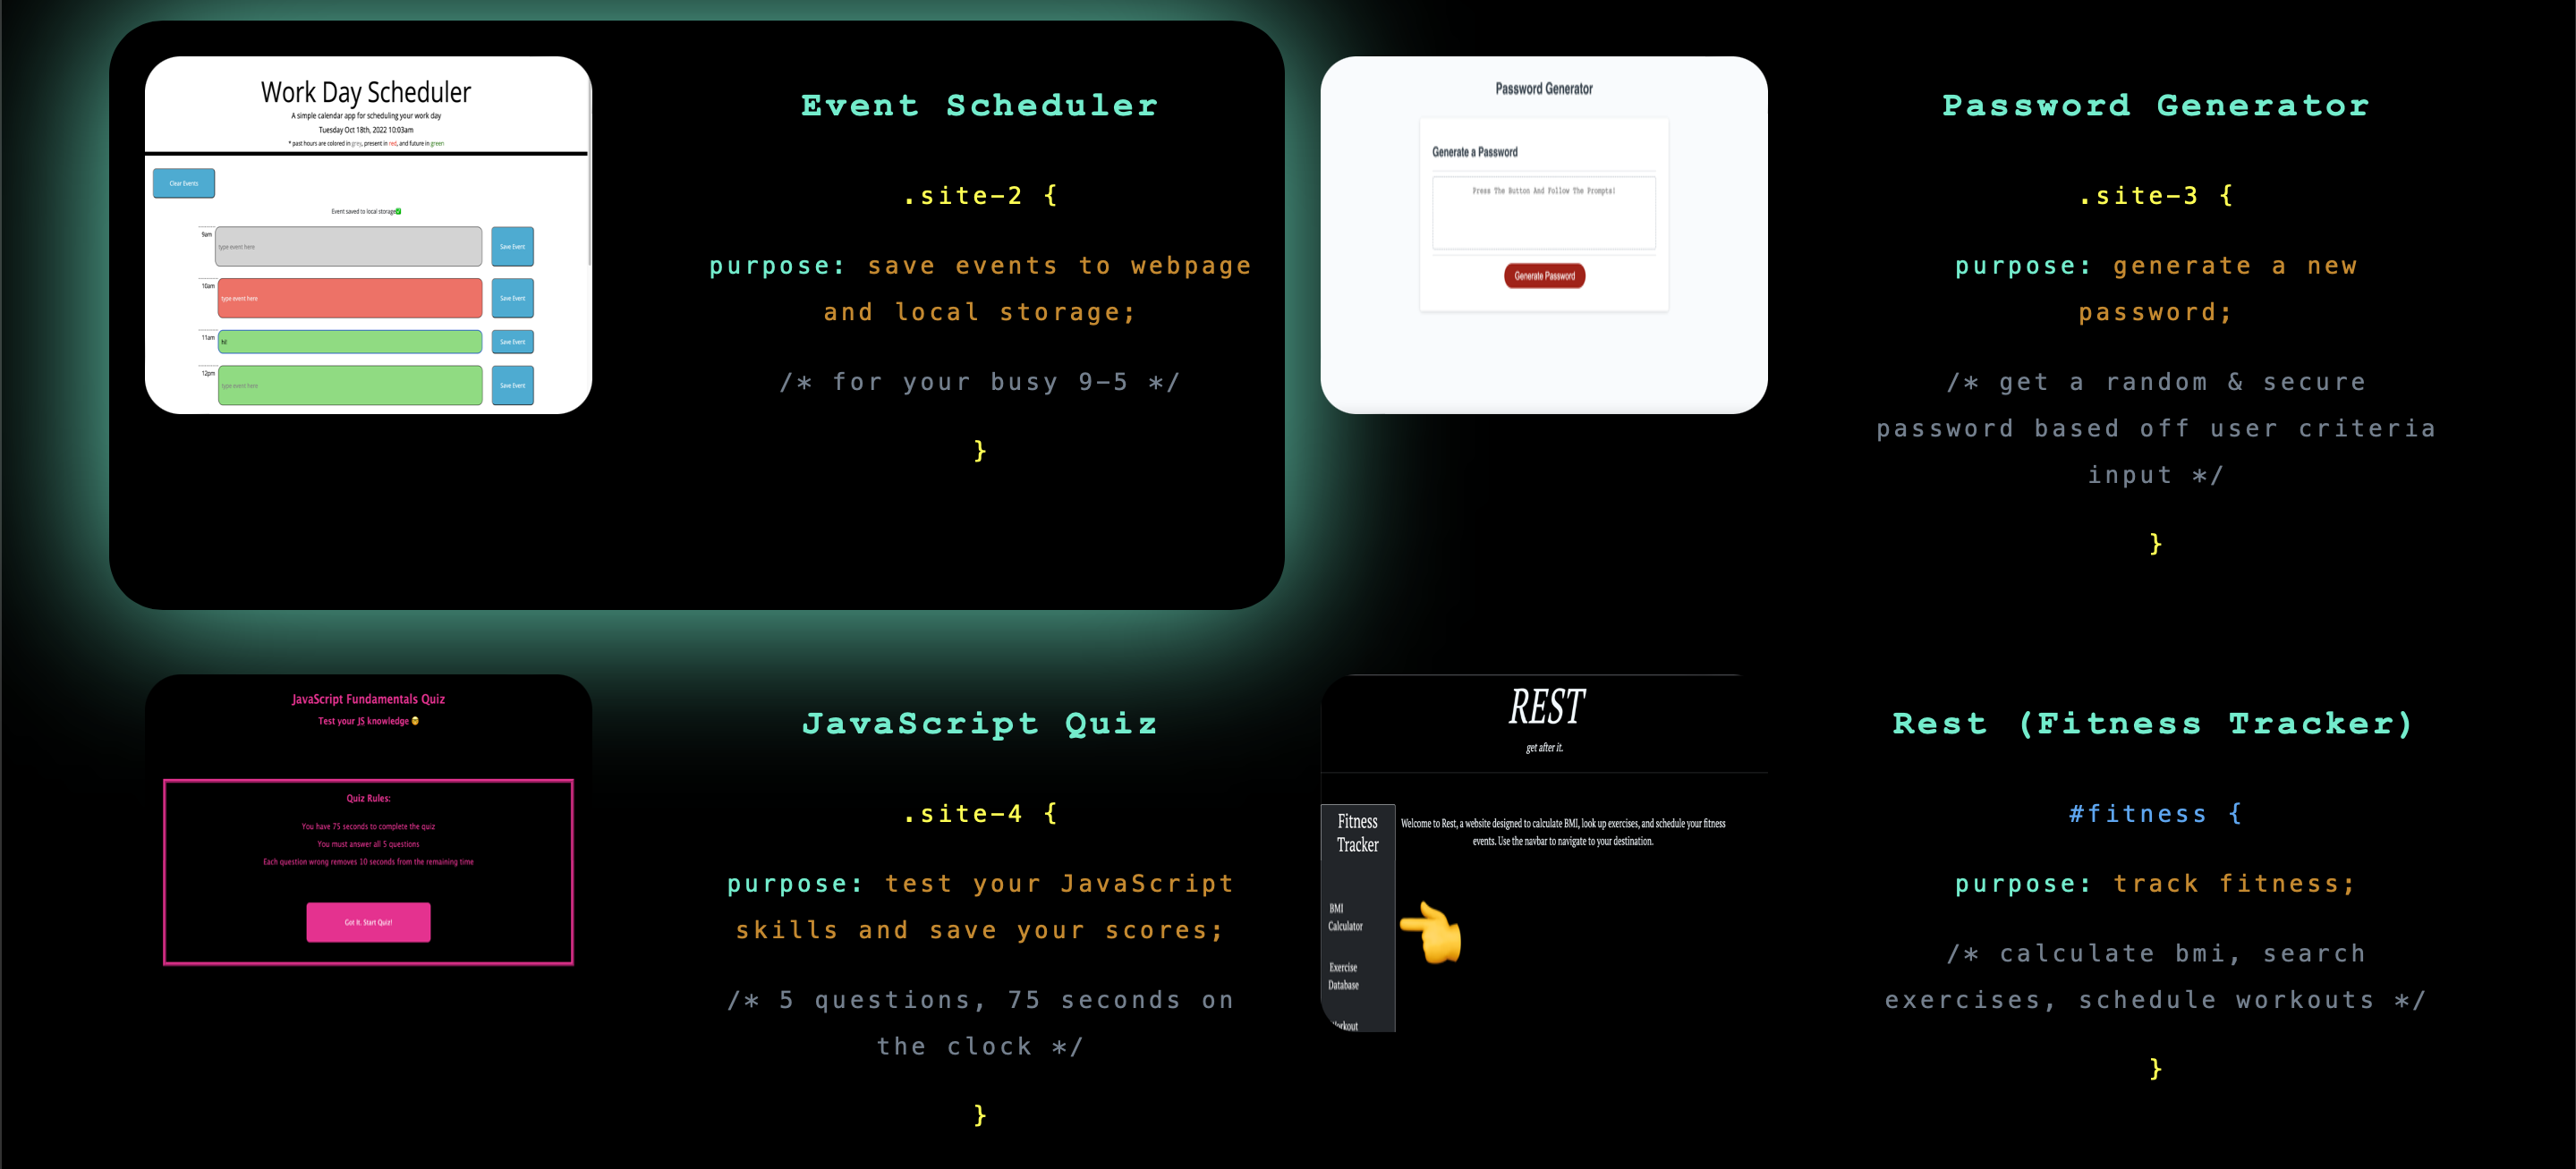 Work Day Scheduler
A simple calendar app for scheduling your work day
Tuesday Oct 18th, 2022 10:03am
* past hours are colored in grey, present in red, and future in green
Clear Events
Event saved to local storage✅
9am
type event here
Save Event
10am
type event here
Save Event
11am
hi!
Save Event
12pm
type event here
Save Event
Event Scheduler
.site-2 {
purpose: save events to webpage
and local storage;
/* for your busy 9-5 */
}
Password Generator
Generate a Password
Press The Button And Follow The Prompts!
Generate Password
Password Generator
.site-3 {
purpose: generate a new
password;
/* get a random & secure
password based off user criteria
input */
}
JavaScript Fundamentals Quiz
Test your JS knowledge
Quiz Rules:
You have 75 seconds to complete the quiz
You must answer all 5 questions
Each question wrong removes 10 seconds from the remaining time
Got It. Start Quiz!
JavaScript Quiz
.site-4 {
purpose: test your JavaScript
skills and save your scores;
/* 5 questions, 75 seconds on
the clock */
}
REST
get after it.
Fitness
Tracker
Welcome to Rest, a website designed to calculate BMI, look up exercises, and schedule your fitness
events. Use the navbar to navigate to your destination.
BMI
Calculator
Exercise
Database
Rest (Fitness Tracker)
#fitness {
purpose: track fitness;
/* calculate bmi, search
exercises, schedule workouts */
}